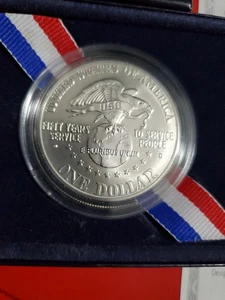 UNITED STATES OF AMERICA
USO
FIFTY YEARS
SERVICE
TO SERVICE
PEOPLE
E PLURIBUS UNUM
ONE DOLLAR